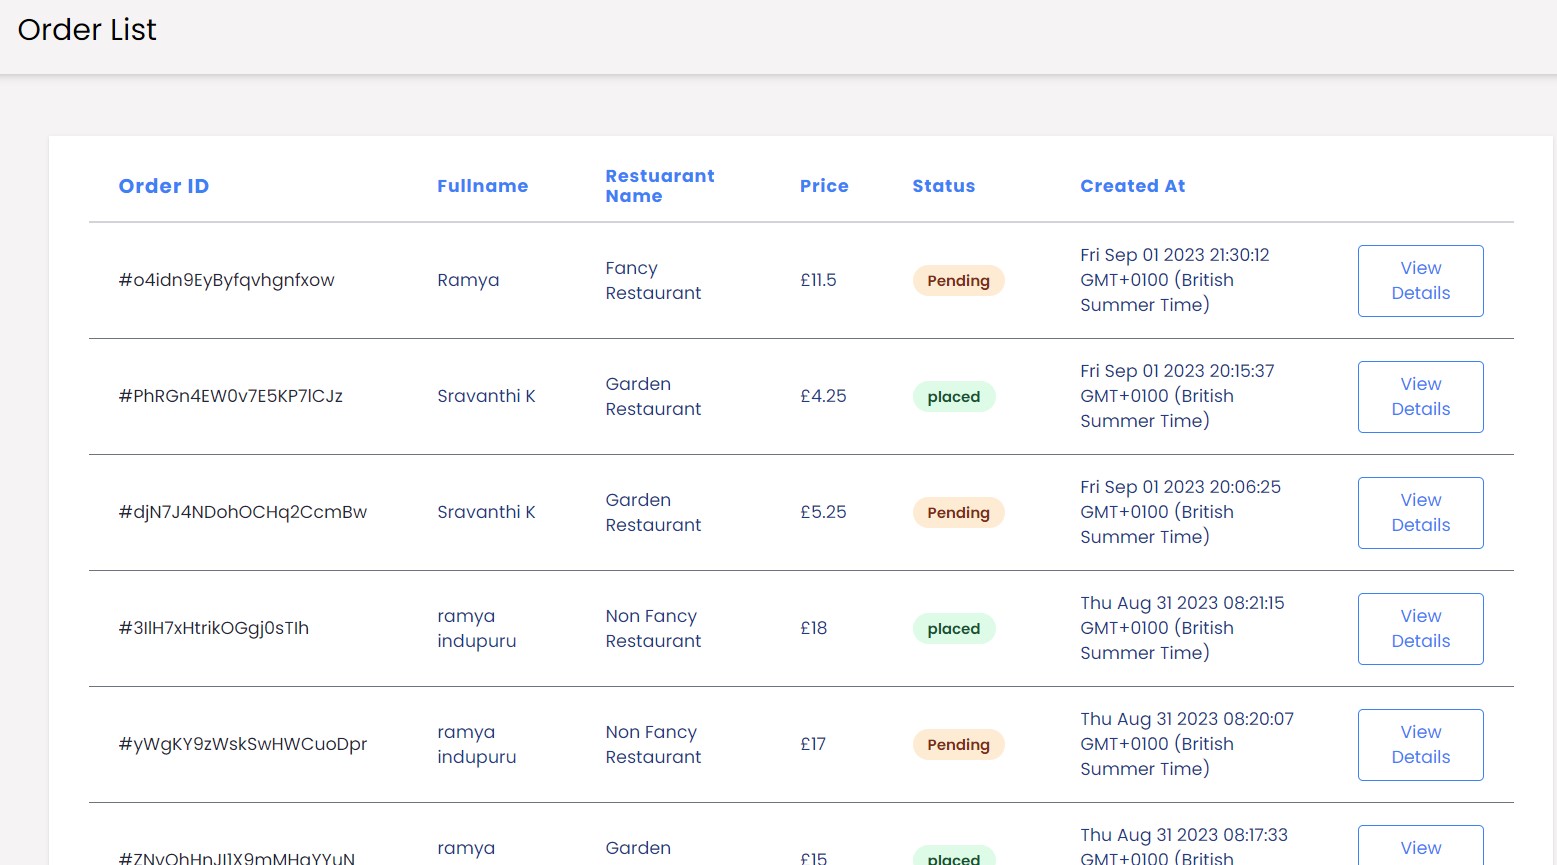 Order List
Order ID Fullname Restuarant Name Price Status Created At
#o4idn9EyByfqvhgnfxow Ramya Fancy Restaurant £11.5 Pending Fri Sep 01 2023 21:30:12 GMT+0100 (British Summer Time) View Details
#PhRGn4EW0v7E5KP7lCJz Sravanthi K Garden Restaurant £4.25 placed Fri Sep 01 2023 20:15:37 GMT+0100 (British Summer Time) View Details
#djN7J4NDohOCHq2CcmBw Sravanthi K Garden Restaurant £5.25 Pending Fri Sep 01 2023 20:06:25 GMT+0100 (British Summer Time) View Details
#3IlH7xHtrikOGgj0sTIh ramya indupuru Non Fancy Restaurant £18 placed Thu Aug 31 2023 08:21:15 GMT+0100 (British Summer Time) View Details
#yWgKY9zWskSwHWCuoDpr ramya indupuru Non Fancy Restaurant £17 Pending Thu Aug 31 2023 08:20:07 GMT+0100 (British Summer Time) View Details
ramya Garden £15 placed Thu Aug 31 2023 08:17:33 GMT+0100 (British View